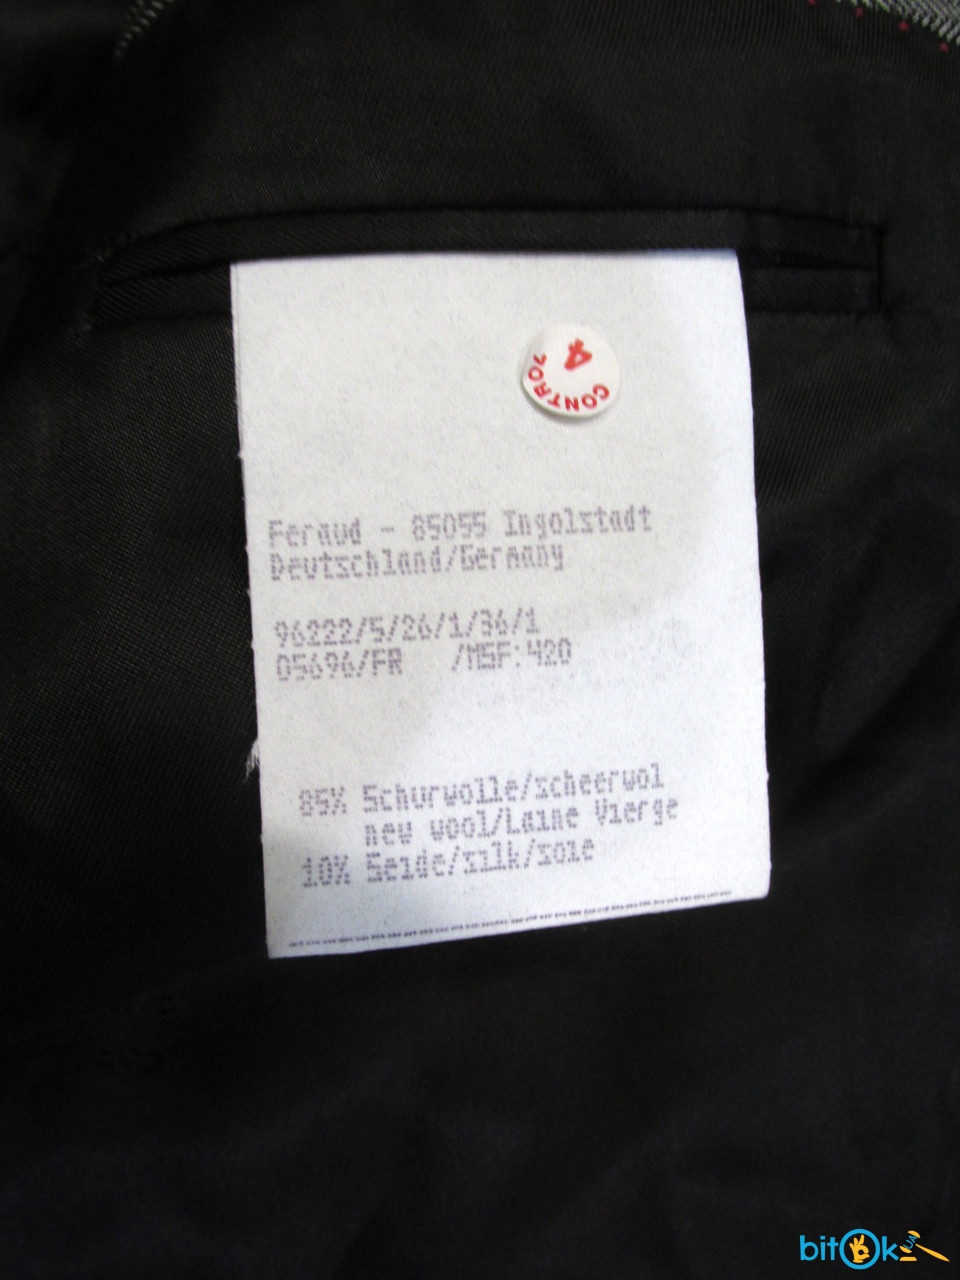 4
CONTROL
Feraud - 85055 Ingolstadt
Deutschland/Germany
96222/5/26/1/36/1
05696/FR /MSF:420
85% Schurwolle/scheerwol
new wool/Laine Vierge
10% Seide/silk/soie
bitOk
UA